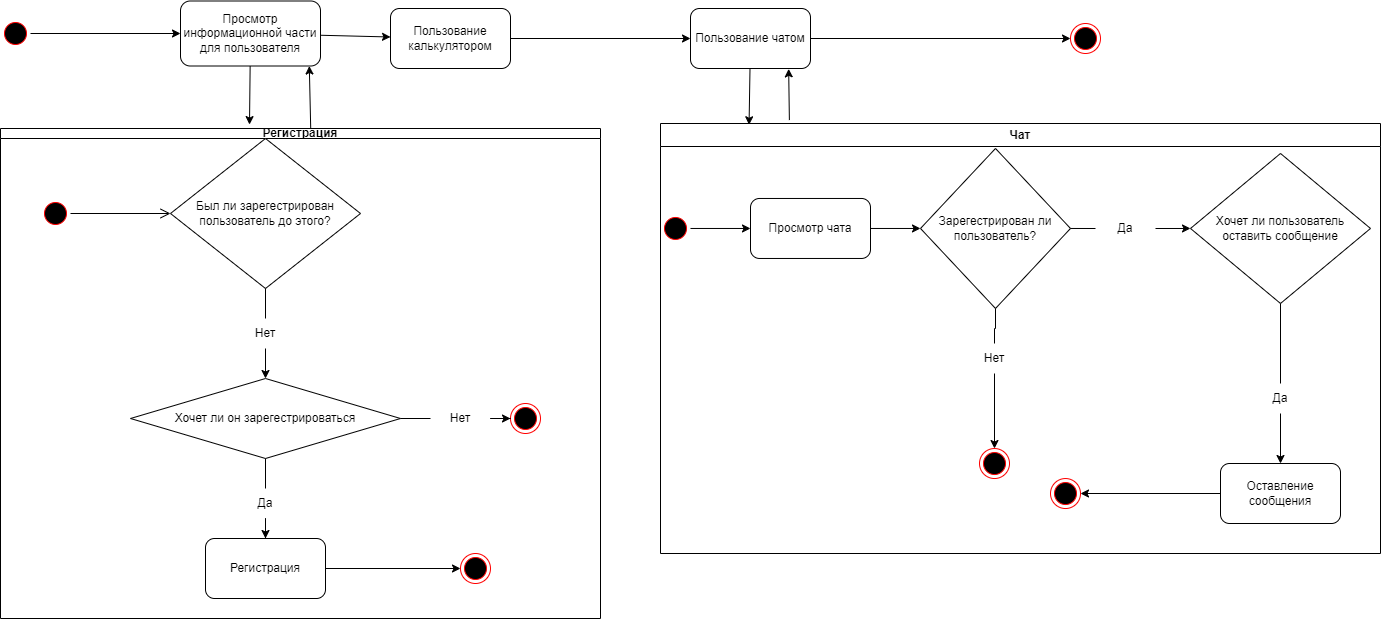 Просмотр
информационной части
для пользователя
Пользование
калькулятором
Пользование чатом
Регистрация
Был ли зарегестрирован
пользователь до этого?
Нет
Хочет ли он зарегестрироваться
Нет
Да
Регистрация
Чат
Просмотр чата
Зарегестрирован ли
пользователь?
Да
Хочет ли пользователь
оставить сообщение
Нет
Да
Оставление
сообщения